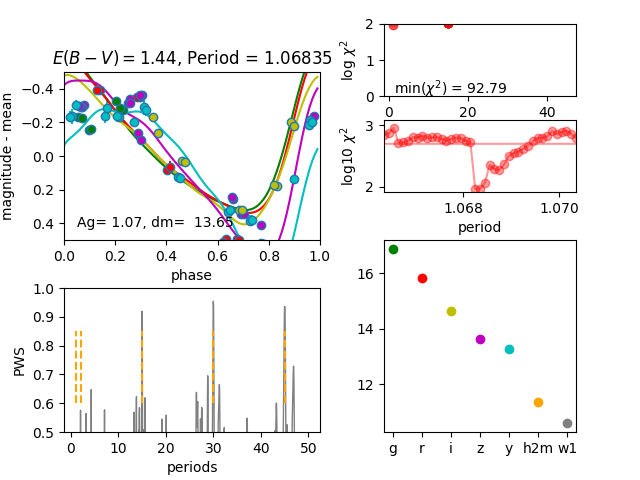 E(B − V) = 1.44, Period = 1.06835
magnitude - mean
−0.4
−0.2
0.0
0.2
0.4
Ag= 1.07, dm= 13.65
0.0 0.2 0.4 0.6 0.8 1.0
phase
log χ²
2
1
0
min(χ²) = 92.79
0 20 40
log10 χ²
3
2
1.068 1.070
period
PWS
1.0
0.9
0.8
0.7
0.6
0.5
0 10 20 30 40 50
periods
16
14
12
g r i z y h2m w1